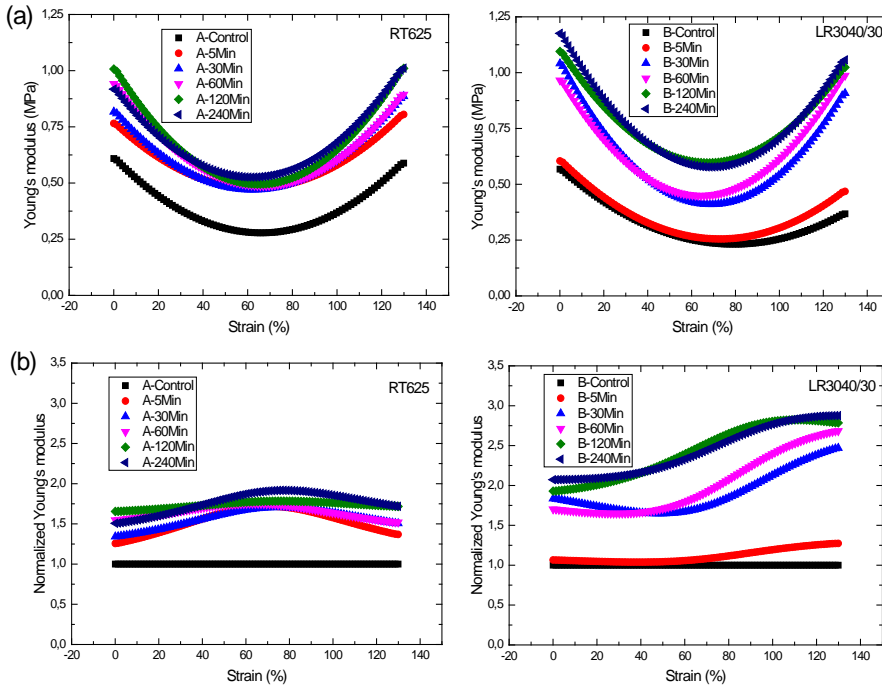 (a)
A-Control
A-5Min
A-30Min
A-60Min
A-120Min
A-240Min
RT625
1,25
1,00
0,75
0,50
0,25
0,00
Young's modulus (MPa)
-20 0 20 40 60 80 100 120 140
Strain (%)
B-Control
B-5Min
B-30Min
B-60Min
B-120Min
B-240Min
LR3040/30
1,25
1,00
0,75
0,50
0,25
0,00
Young's modulus (MPa)
-20 0 20 40 60 80 100 120 140
Strain (%)
(b)
A-Control
A-5Min
A-30Min
A-60Min
A-120Min
A-240Min
RT625
3,5
3,0
2,5
2,0
1,5
1,0
0,5
0,0
Normalized Young's modulus
-20 0 20 40 60 80 100 120 140
Strain (%)
B-Control
B-5Min
B-30Min
B-60Min
B-120Min
B-240Min
LR3040/30
3,5
3,0
2,5
2,0
1,5
1,0
0,5
0,0
Normalized Young's modulus
-20 0 20 40 60 80 100 120 140
Strain (%)